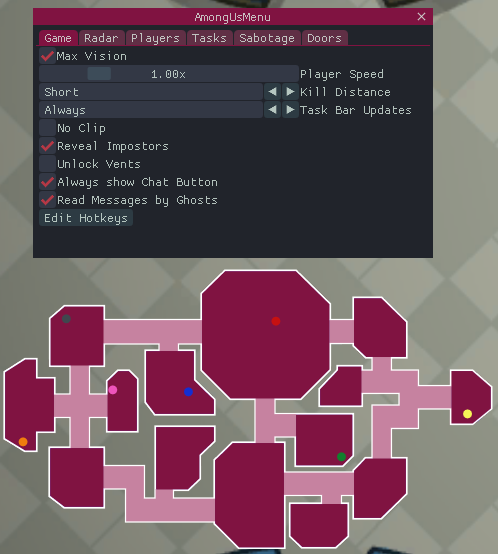 AmongUsMenu
Game Radar Players Tasks Sabotage Doors
Max Vision
1.00x Player Speed
Short Kill Distance
Always Task Bar Updates
No Clip
Reveal Impostors
Unlock Vents
Always show Chat Button
Read Messages by Ghosts
Edit Hotkeys